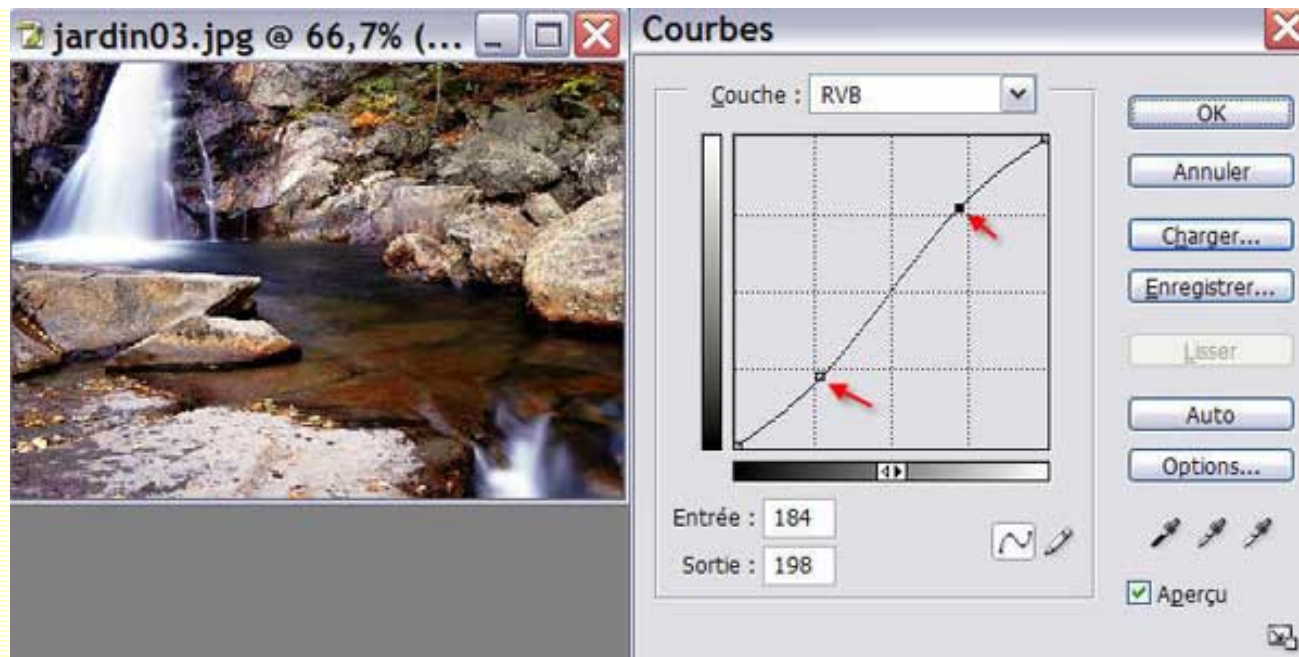 jardin03.jpg @ 66,7% (...
Courbes
Couche : RVB
OK
Annuler
Charger...
Enregistrer...
Lisser
Auto
Options...
Entrée : 184
Sortie : 198
Aperçu